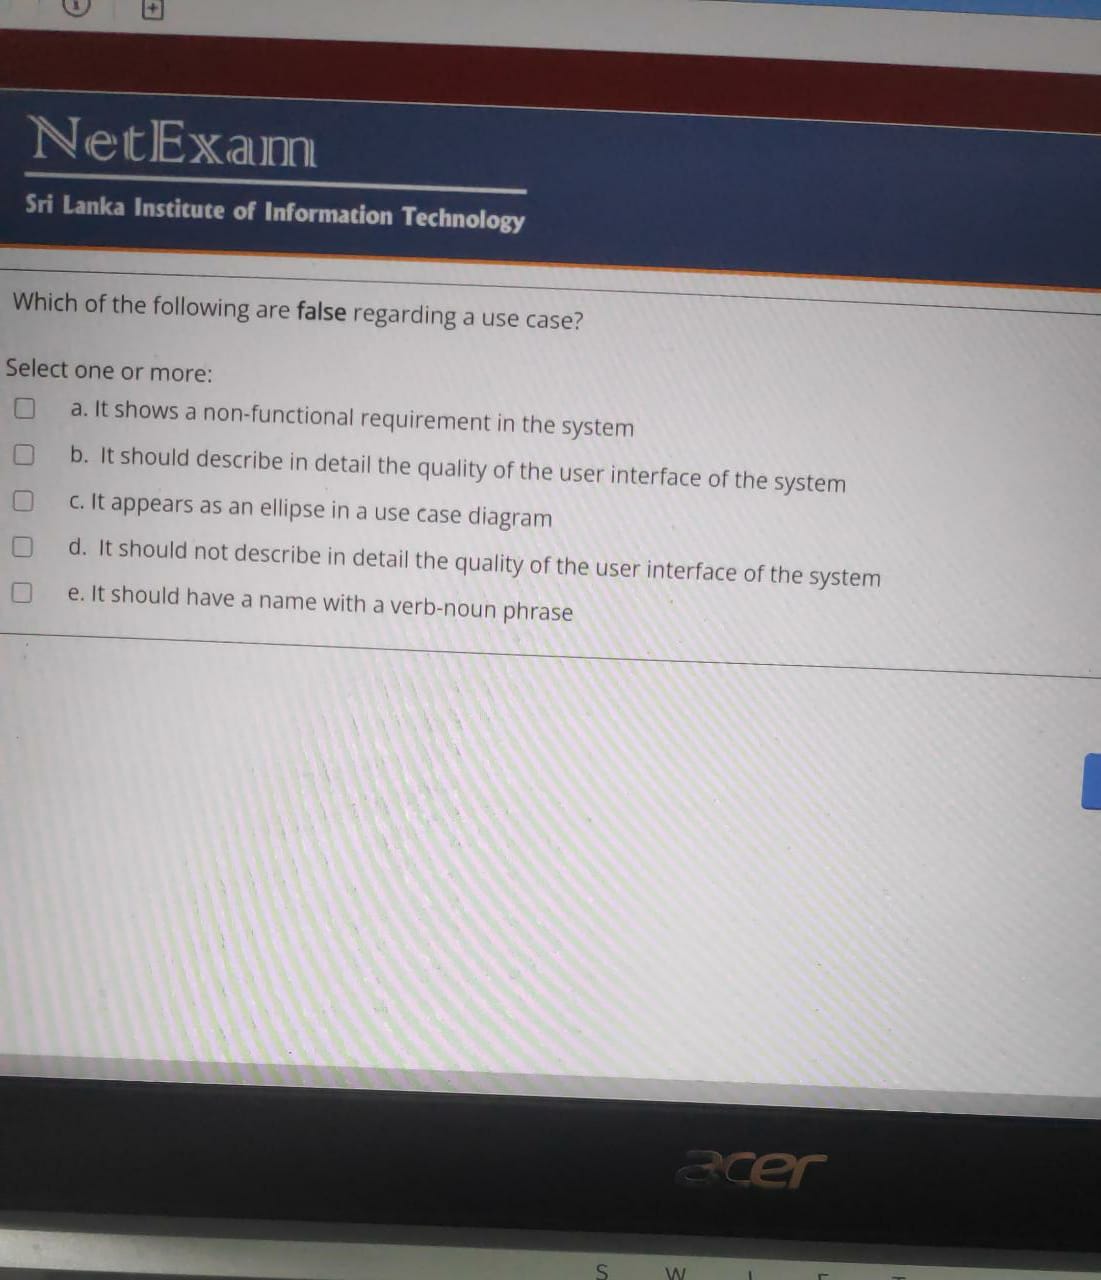 NetExam
Sri Lanka Institute of Information Technology
Which of the following are false regarding a use case?
Select one or more:
a. It shows a non-functional requirement in the system
b. It should describe in detail the quality of the user interface of the system
c. It appears as an ellipse in a use case diagram
d. It should not describe in detail the quality of the user interface of the system
e. It should have a name with a verb-noun phrase
acer
S W